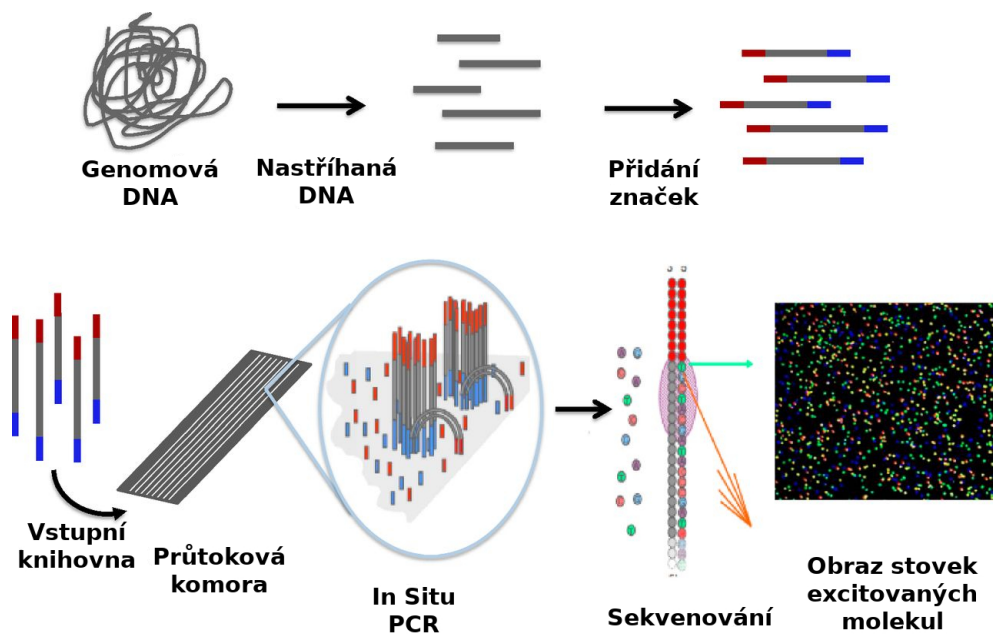 Genomová
DNA
Nastříhaná
DNA
Přidání
značek
Vstupní
knihovna
Průtoková
komora
In Situ
PCR
Sekvenování
Obraz stovek
excitovaných
molekul